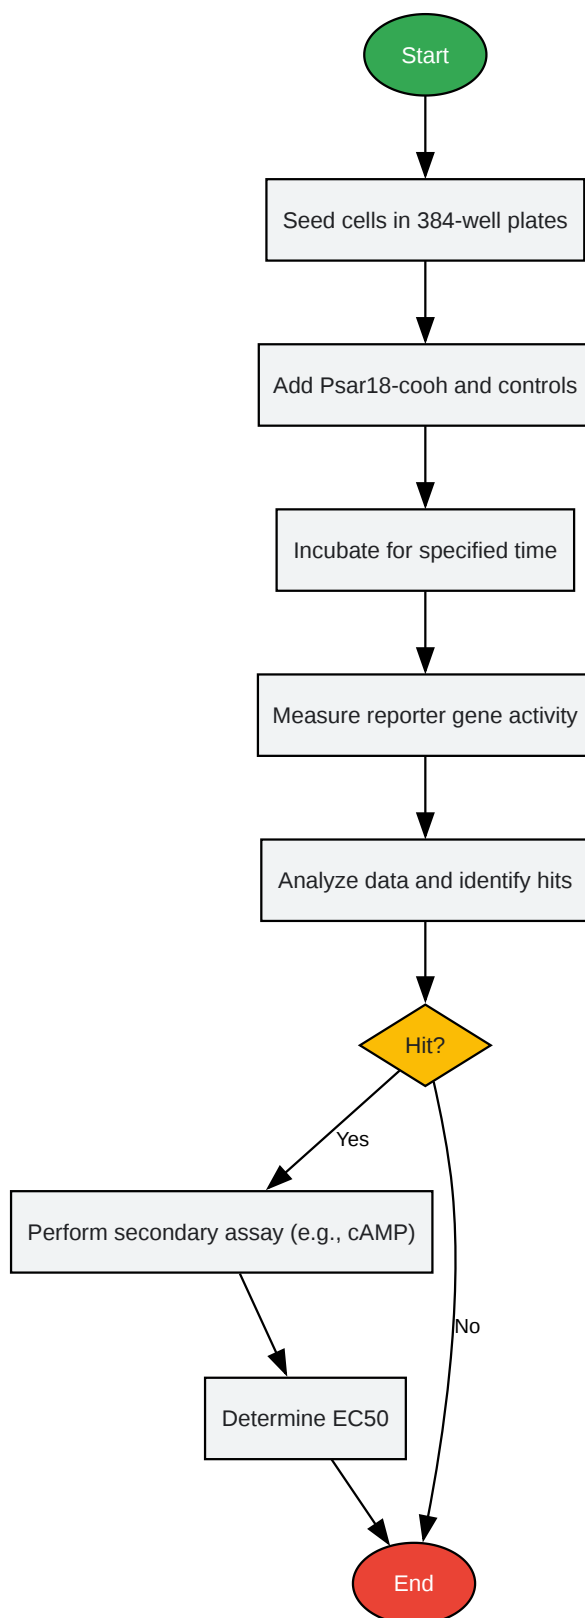 Start
Seed cells in 384-well plates
Add Psar18-cooh and controls
Incubate for specified time
Measure reporter gene activity
Analyze data and identify hits
Hit?
Yes
Perform secondary assay (e.g., cAMP)
No
Determine EC50
End